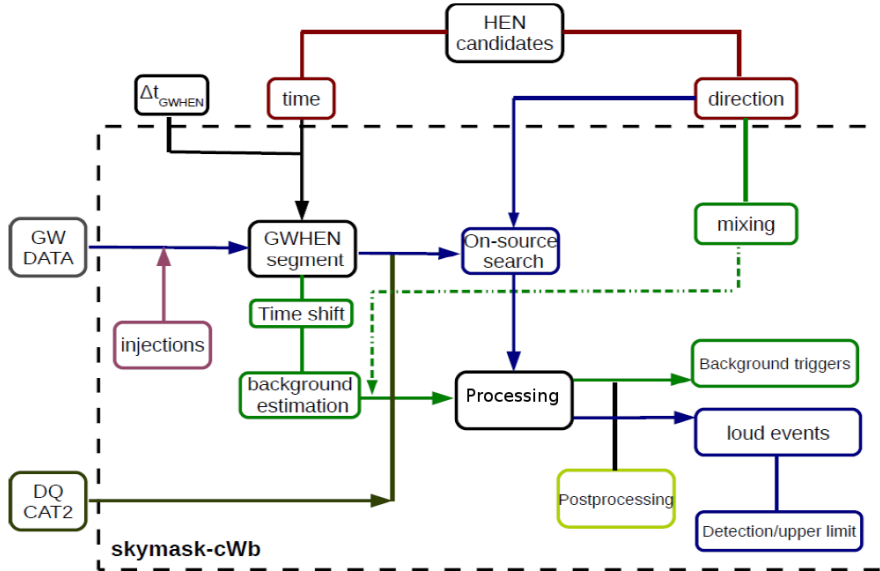 HEN
candidates
Δt_GWHEN
time
direction
GW
DATA
GWHEN
segment
On-source
search
mixing
Time shift
injections
background
estimation
Processing
Background triggers
loud events
DQ
CAT2
Postprocessing
Detection/upper limit
skymask-cWb